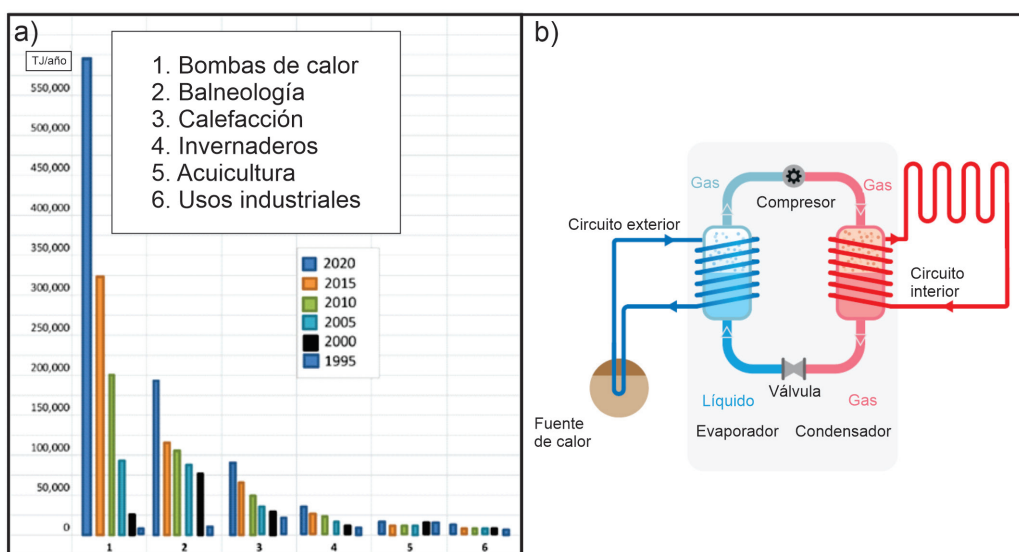 a)
TJ/año
550,000
500,000
450,000
400,000
350,000
300,000
250,000
200,000
150,000
100,000
50,000
0
1. Bombas de calor
2. Balneología
3. Calefacción
4. Invernaderos
5. Acuicultura
6. Usos industriales
2020
2015
2010
2005
2000
1995
1 2 3 4 5 6
b)
Gas
Compresor
Gas
Circuito exterior
Circuito
interior
Fuente
de calor
Válvula
Líquido
Gas
Evaporador
Condensador